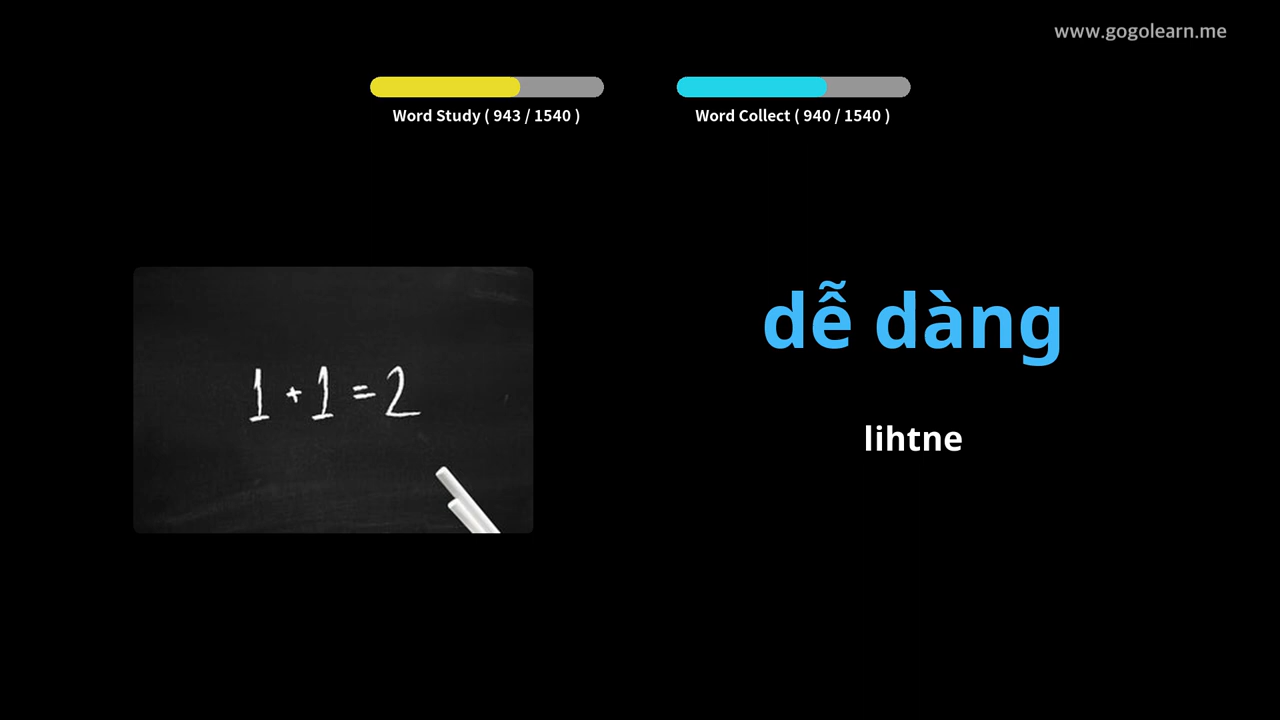 www.gogolearn.me
Word Study ( 943 / 1540 )
Word Collect ( 940 / 1540 )
1 + 1 = 2
dễ dàng
lihtne